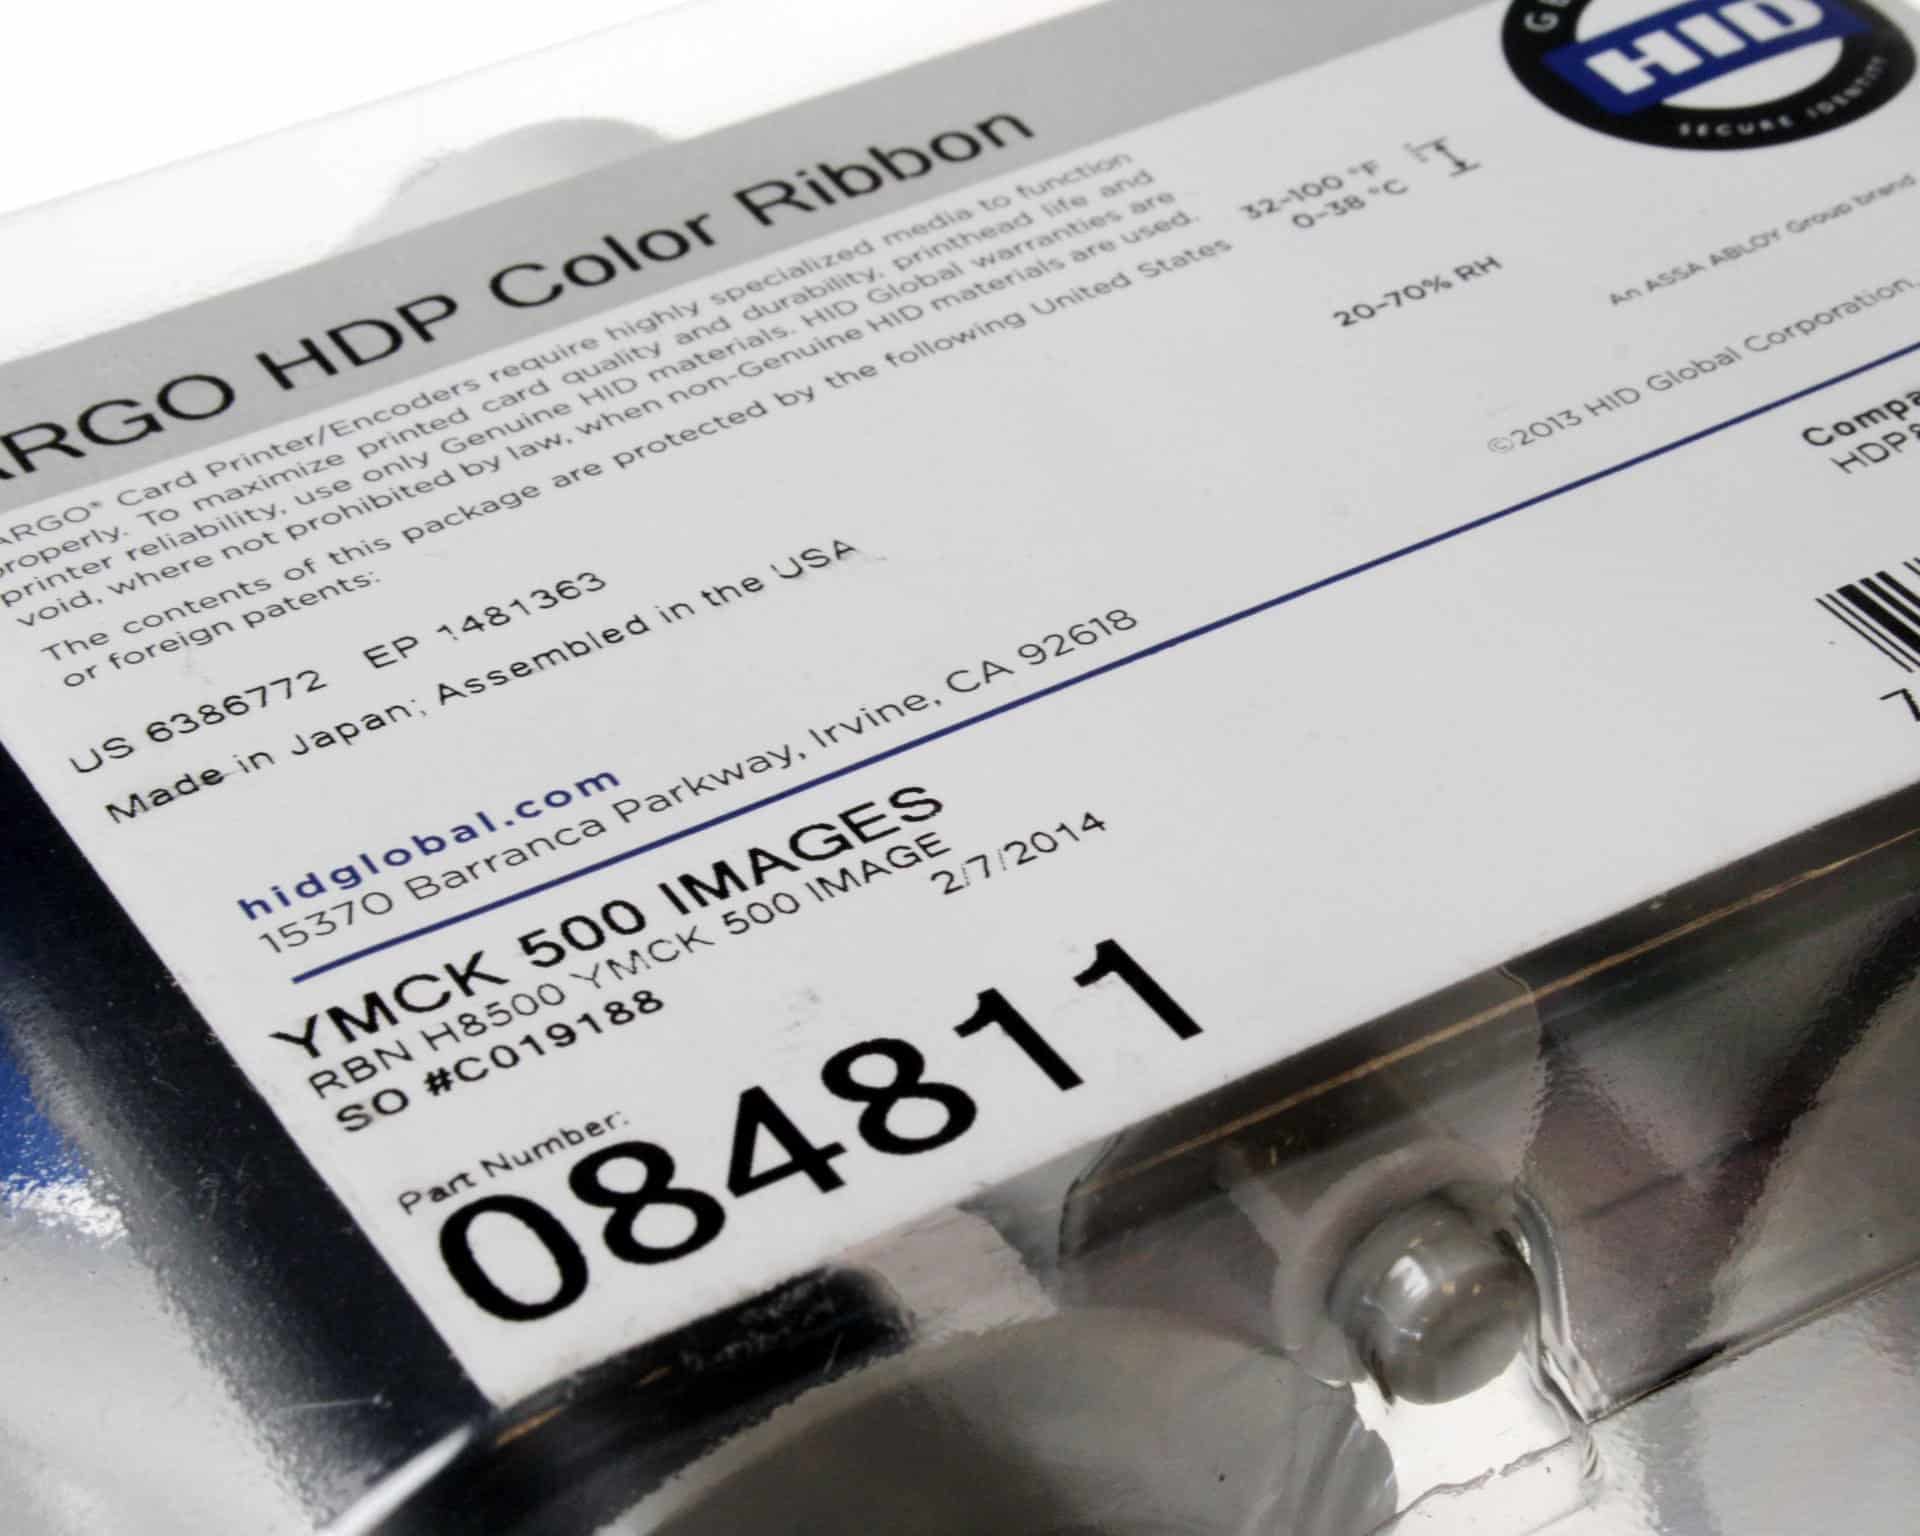 ARGO HDP Color Ribbon
ARGO® Card Printer/Encoders require highly specialized media to function
properly. To maximize printed card quality and durability, printhead life and
printer reliability, use only Genuine HID materials. HID Global warranties are
void, where not prohibited by law, when non-Genuine HID materials are used.
The contents of this package are protected by the following United States
or foreign patents:
US 6386772 EP 1481363
Made in Japan; Assembled in the USA
HID
SECURE IDENTITY
32-100 °F
0-38 °C
20-70% RH
An ASSA ABLOY Group brand
©2013 HID Global Corporation.
hidglobal.com
15370 Barranca Parkway, Irvine, CA 92618
YMCK 500 IMAGES
RBN H8500 YMCK 500 IMAGE
SO #C019188 2/7/2014
Part Number:
084811
7